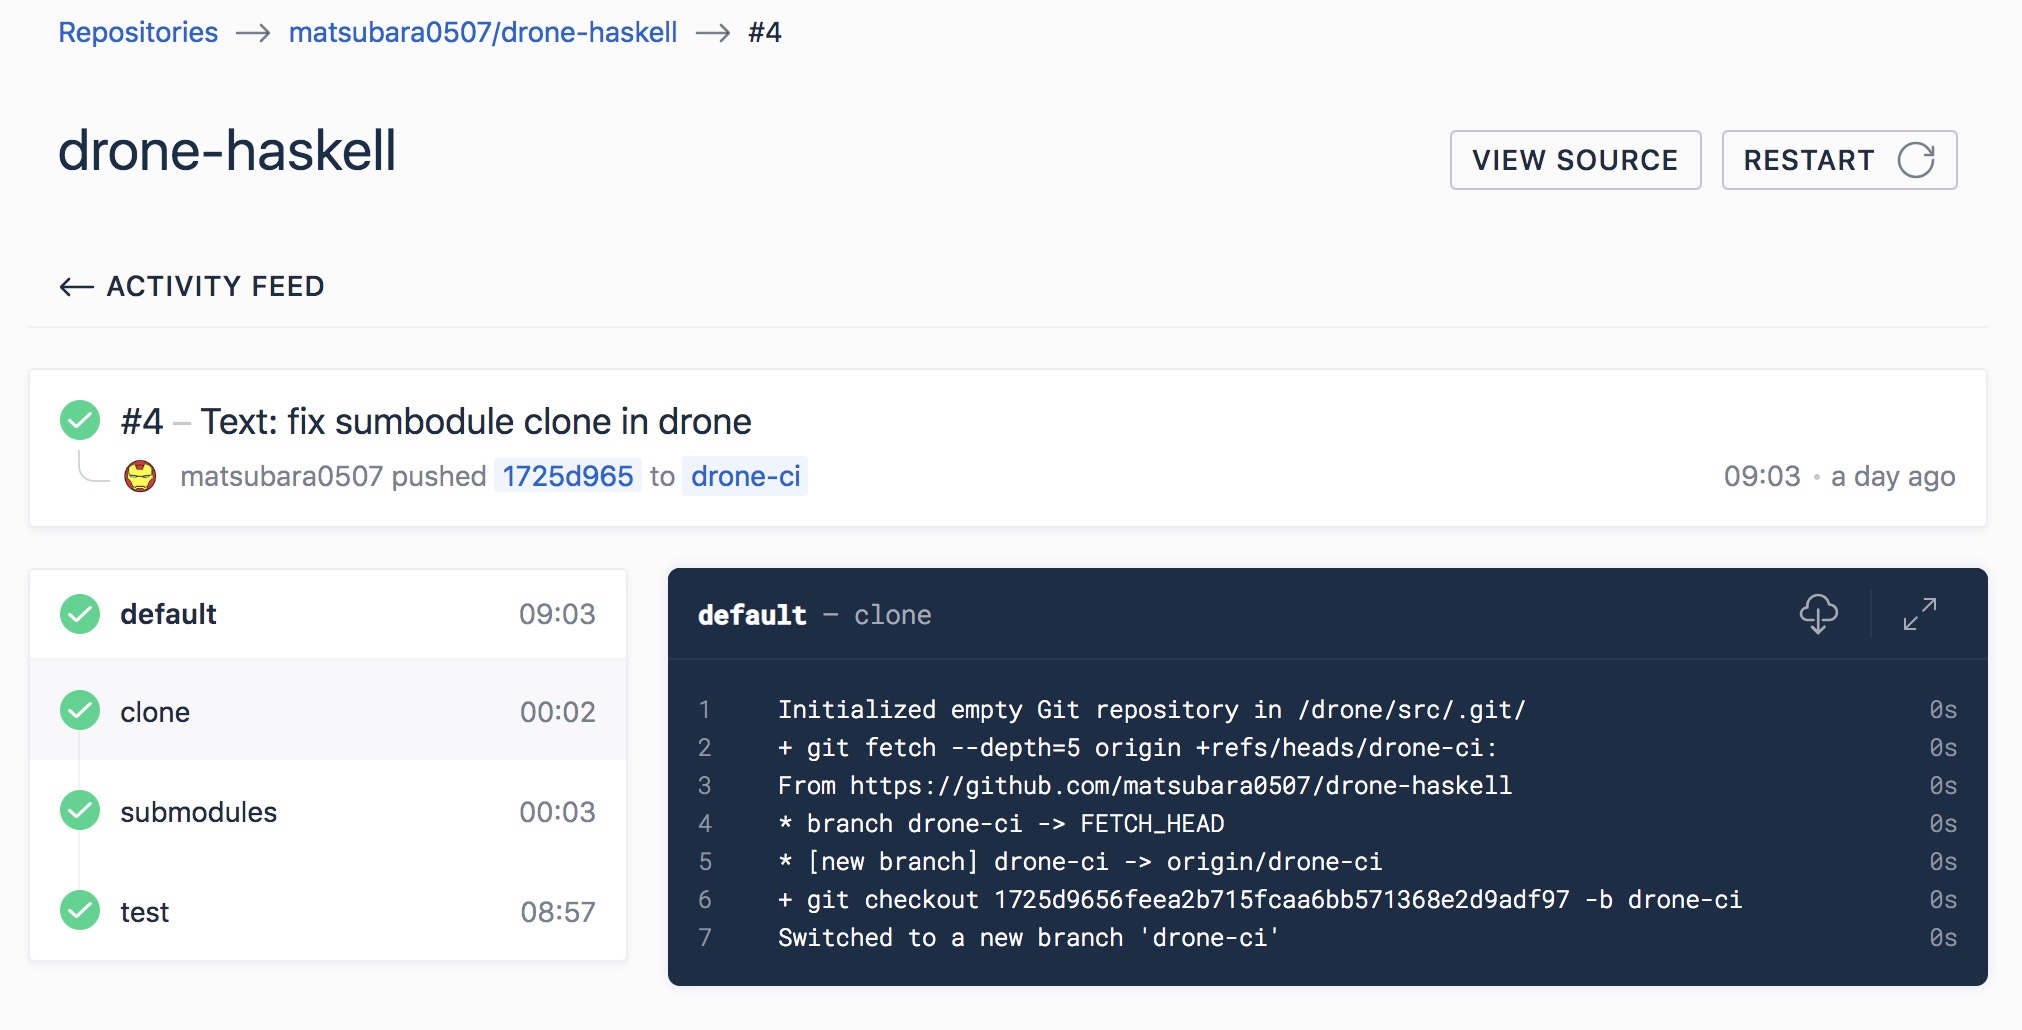 Repositories → matsubara0507/drone-haskell → #4
drone-haskell
VIEW SOURCE
RESTART
← ACTIVITY FEED
#4 – Text: fix sumbodule clone in drone
matsubara0507 pushed 1725d965 to drone-ci
09:03 • a day ago
default 09:03
clone 00:02
submodules 00:03
test 08:57
default — clone
1 Initialized empty Git repository in /drone/src/.git/ 0s
2 + git fetch --depth=5 origin +refs/heads/drone-ci: 0s
3 From https://github.com/matsubara0507/drone-haskell 0s
4 * branch drone-ci -> FETCH_HEAD 0s
5 * [new branch] drone-ci -> origin/drone-ci 0s
6 + git checkout 1725d9656feea2b715fcaa6bb571368e2d9adf97 -b drone-ci 0s
7 Switched to a new branch 'drone-ci' 0s